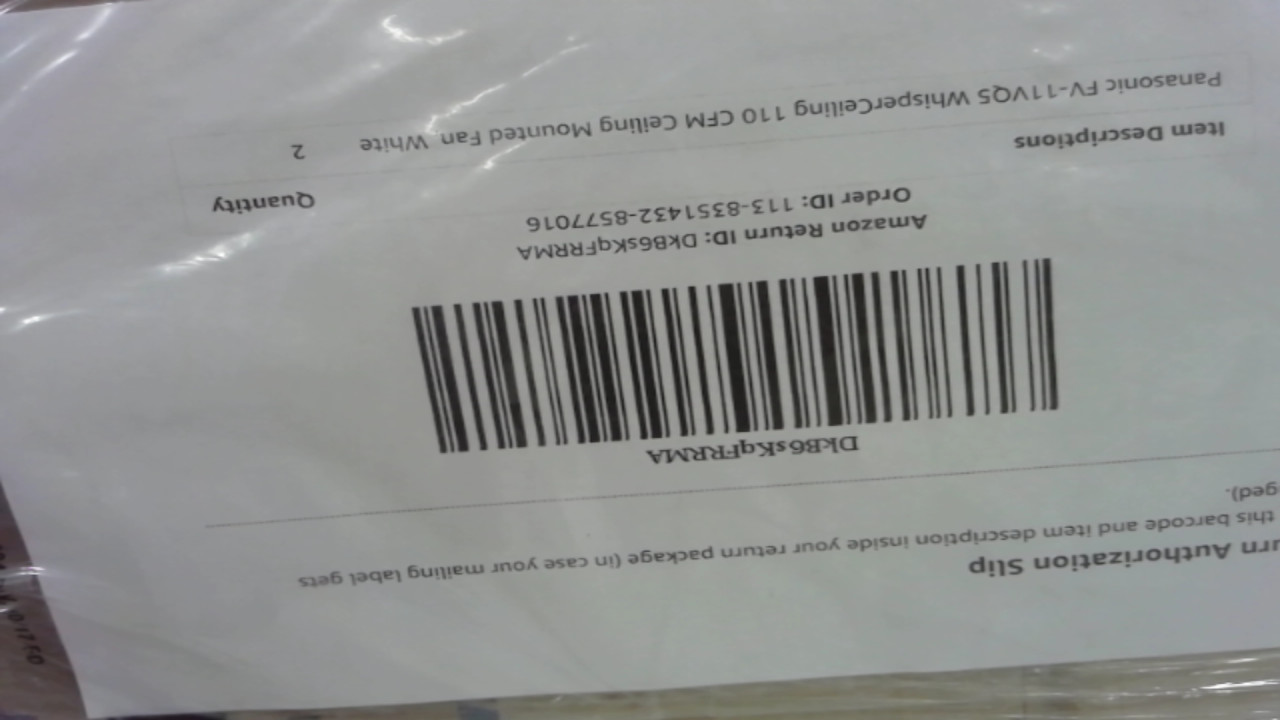 urn Authorization Slip
this barcode and item description inside your return package (in case your mailing label gets
ged).
DkB6sKqFRRMA
Amazon Return ID: DkB6sKqFRRMA
Order ID: 113-8351432-8577016
Item Descriptions Quantity
Panasonic FV-11VQ5 WhisperCeiling 110 CFM Ceiling Mounted Fan, White 2